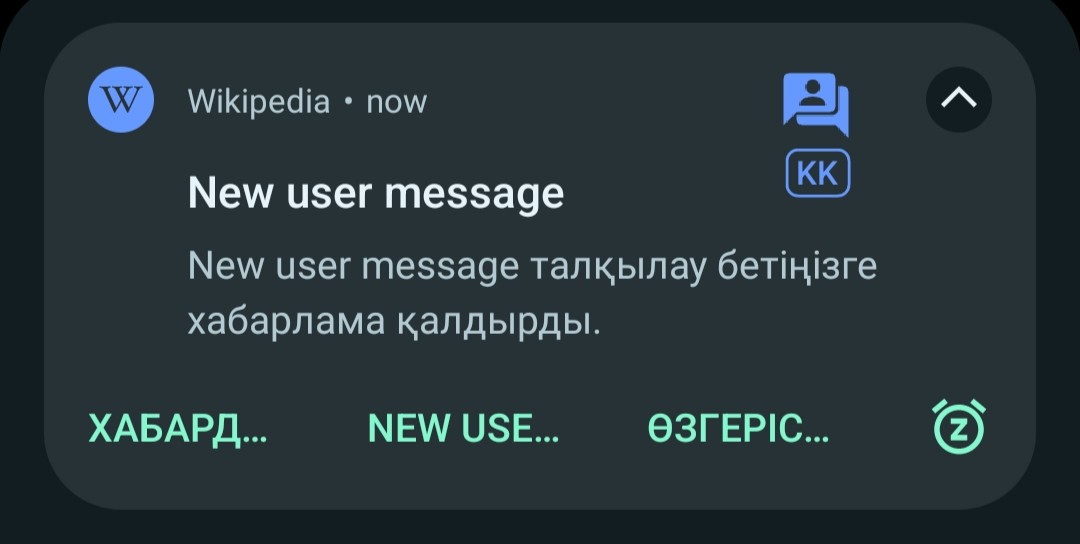 W Wikipedia • now
KK
New user message
New user message талқылау бетіңізге
хабарлама қалдырды.
ХАБАРД... NEW USE... ӨЗГЕРІС...
z